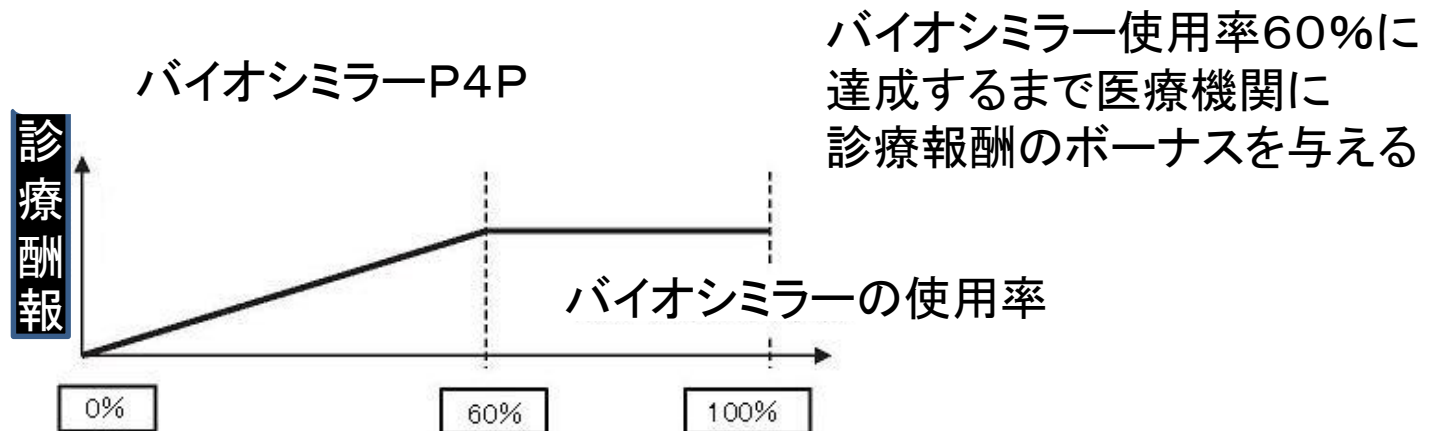 バイオシミラーP4P
バイオシミラー使用率60%に
達成するまで医療機関に
診療報酬のボーナスを与える
診療酬報
バイオシミラーの使用率
0%
60%
100%